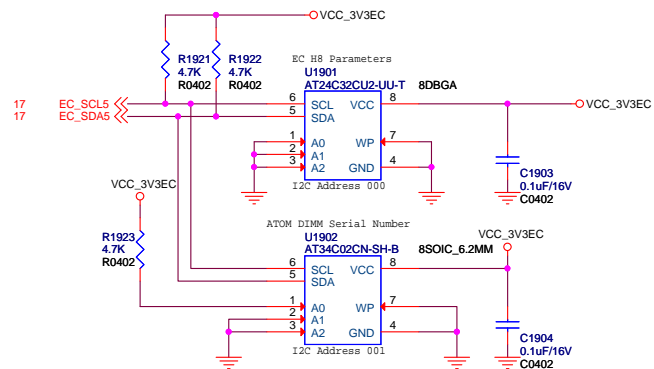 VCC_3V3EC
R1921
4.7K
R0402
R1922
4.7K
R0402
EC H8 Parameters
U1901
AT24C32CU2-UU-T
8DBGA
17 EC_SCL5
17 EC_SDA5
6 SCL VCC 8
5 SDA
VCC_3V3EC
1 A0 WP 7
2 A1
3 A2 GND 4
I2C Address 000
C1903
0.1uF/16V
C0402
VCC_3V3EC
R1923
4.7K
R0402
ATOM DIMM Serial Number
U1902
AT34C02CN-SH-B
8SOIC_6.2MM
VCC_3V3EC
6 SCL VCC 8
5 SDA
1 A0 WP 7
2 A1
3 A2 GND 4
I2C Address 001
C1904
0.1uF/16V
C0402